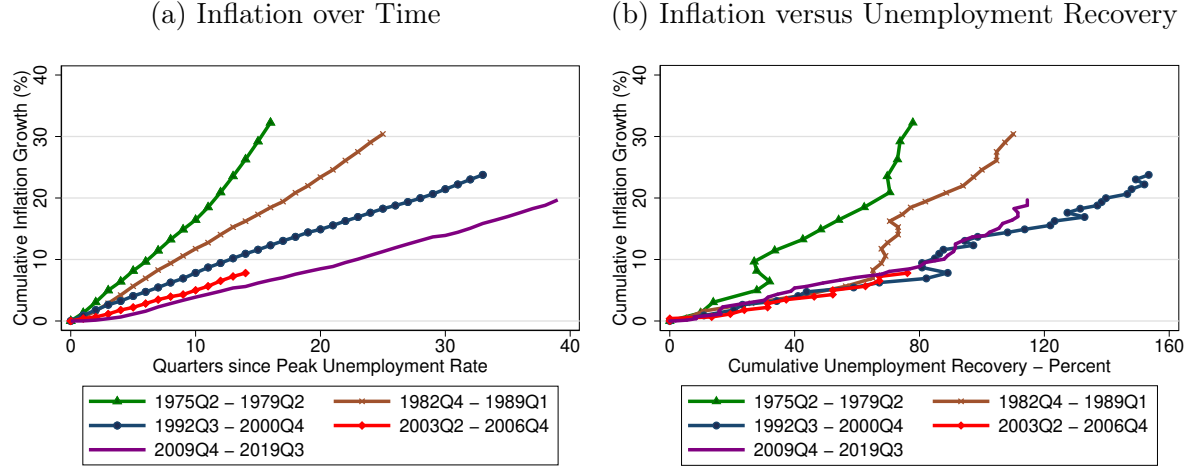 (a) Inflation over Time
Cumulative Inflation Growth (%)
40
30
20
10
0
0 10 20 30 40
Quarters since Peak Unemployment Rate
1975Q2 – 1979Q2 1982Q4 – 1989Q1
1992Q3 – 2000Q4 2003Q2 – 2006Q4
2009Q4 – 2019Q3
(b) Inflation versus Unemployment Recovery
Cumulative Inflation Growth (%)
40
30
20
10
0
0 40 80 120 160
Cumulative Unemployment Recovery – Percent
1975Q2 – 1979Q2 1982Q4 – 1989Q1
1992Q3 – 2000Q4 2003Q2 – 2006Q4
2009Q4 – 2019Q3